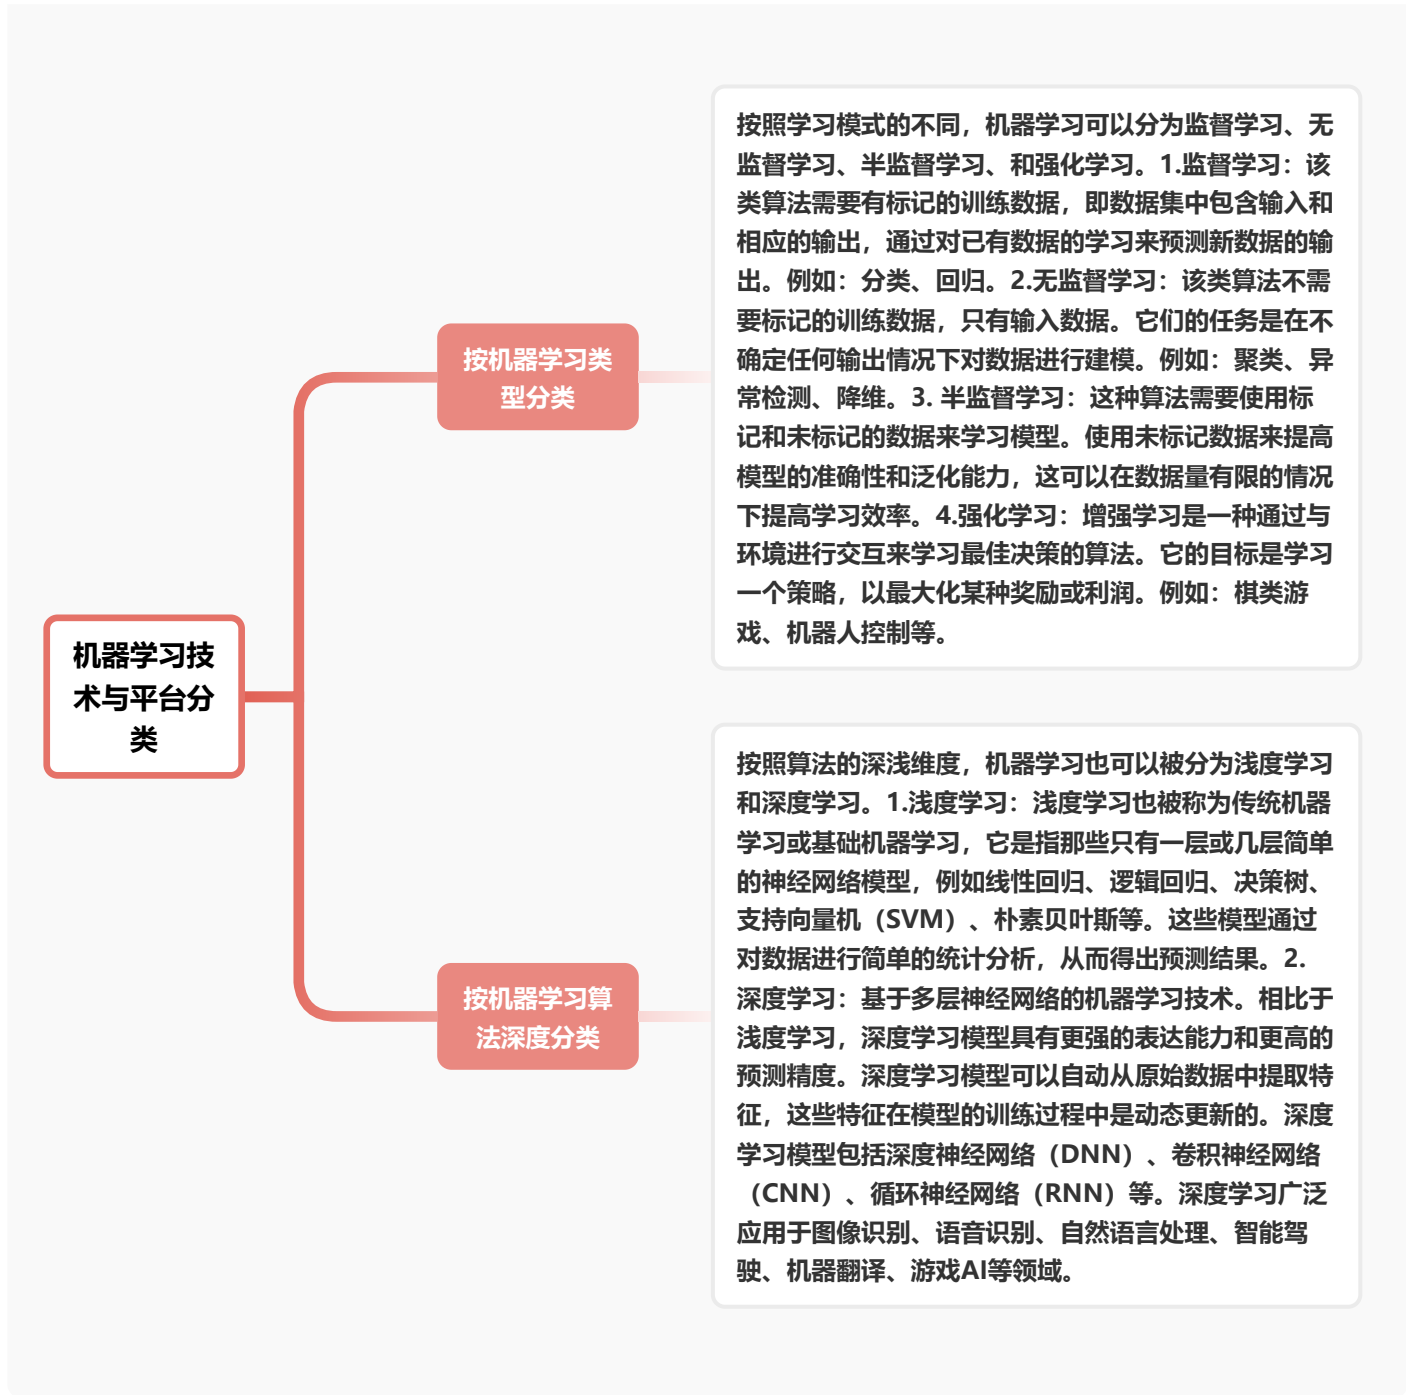 机器学习技
术与平台分
类
按机器学习类
型分类
按照学习模式的不同，机器学习可以分为监督学习、无
监督学习、半监督学习、和强化学习。1.监督学习：该
类算法需要有标记的训练数据，即数据集中包含输入和
相应的输出，通过对已有数据的学习来预测新数据的输
出。例如：分类、回归。2.无监督学习：该类算法不需
要标记的训练数据，只有输入数据。它们的任务是在不
确定任何输出情况下对数据进行建模。例如：聚类、异
常检测、降维。3. 半监督学习：这种算法需要使用标
记和未标记的数据来学习模型。使用未标记数据来提高
模型的准确性和泛化能力，这可以在数据量有限的情况
下提高学习效率。4.强化学习：增强学习是一种通过与
环境进行交互来学习最佳决策的算法。它的目标是学习
一个策略，以最大化某种奖励或利润。例如：棋类游
戏、机器人控制等。
按机器学习算
法深度分类
按照算法的深浅维度，机器学习也可以被分为浅度学习
和深度学习。1.浅度学习：浅度学习也被称为传统机器
学习或基础机器学习，它是指那些只有一层或几层简单
的神经网络模型，例如线性回归、逻辑回归、决策树、
支持向量机（SVM）、朴素贝叶斯等。这些模型通过
对数据进行简单的统计分析，从而得出预测结果。2.
深度学习：基于多层神经网络的机器学习技术。相比于
浅度学习，深度学习模型具有更强的表达能力和更高的
预测精度。深度学习模型可以自动从原始数据中提取特
征，这些特征在模型的训练过程中是动态更新的。深度
学习模型包括深度神经网络（DNN）、卷积神经网络
（CNN）、循环神经网络（RNN）等。深度学习广泛
应用于图像识别、语音识别、自然语言处理、智能驾
驶、机器翻译、游戏AI等领域。